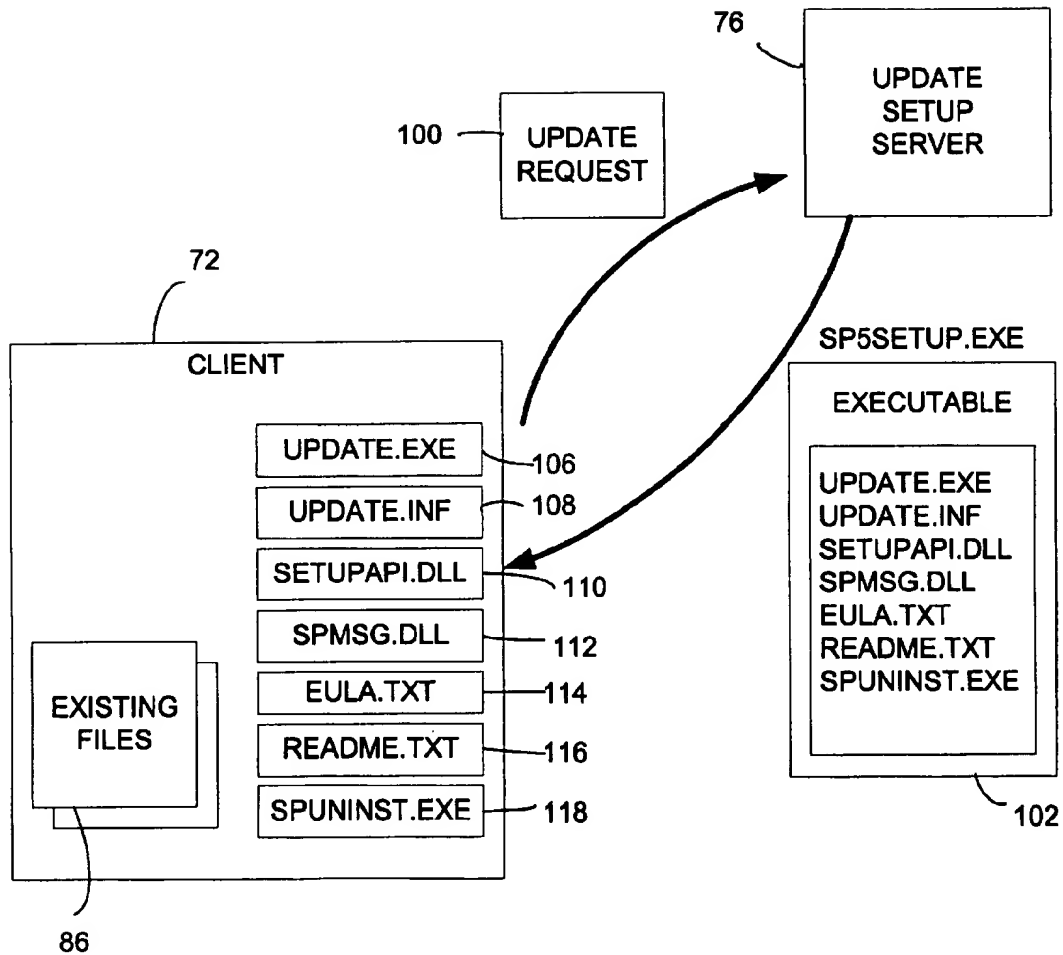 76
UPDATE
SETUP
SERVER
100
UPDATE
REQUEST
72
CLIENT
UPDATE.EXE
106
UPDATE.INF
108
SETUPAPI.DLL
110
SPMSG.DLL
112
EULA.TXT
114
README.TXT
116
SPUNINST.EXE
118
EXISTING
FILES
86
SP5SETUP.EXE
EXECUTABLE
UPDATE.EXE
UPDATE.INF
SETUPAPI.DLL
SPMSG.DLL
EULA.TXT
README.TXT
SPUNINST.EXE
102